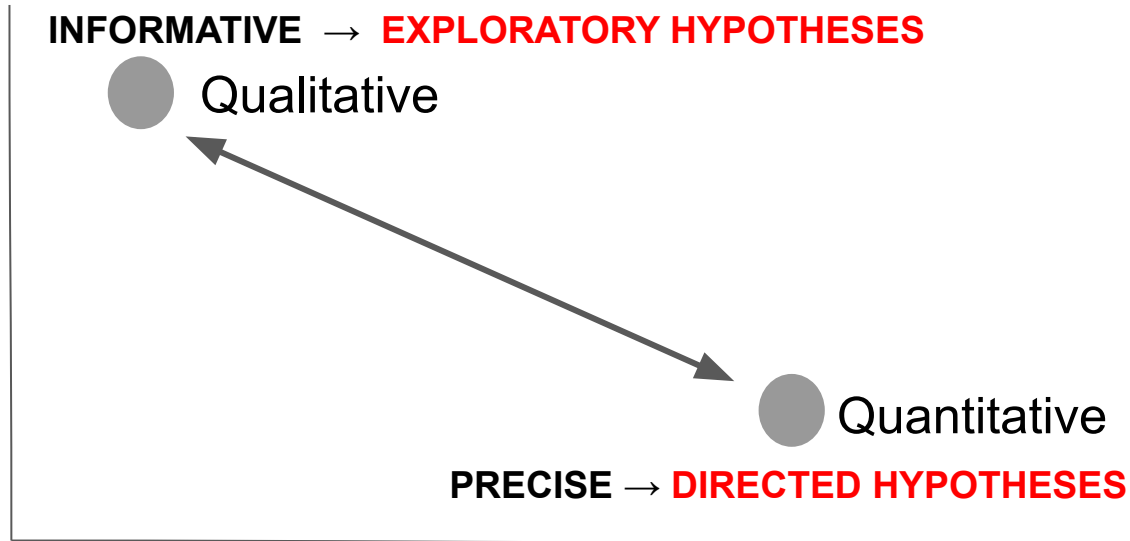 INFORMATIVE → EXPLORATORY HYPOTHESES
Qualitative
Quantitative
PRECISE → DIRECTED HYPOTHESES